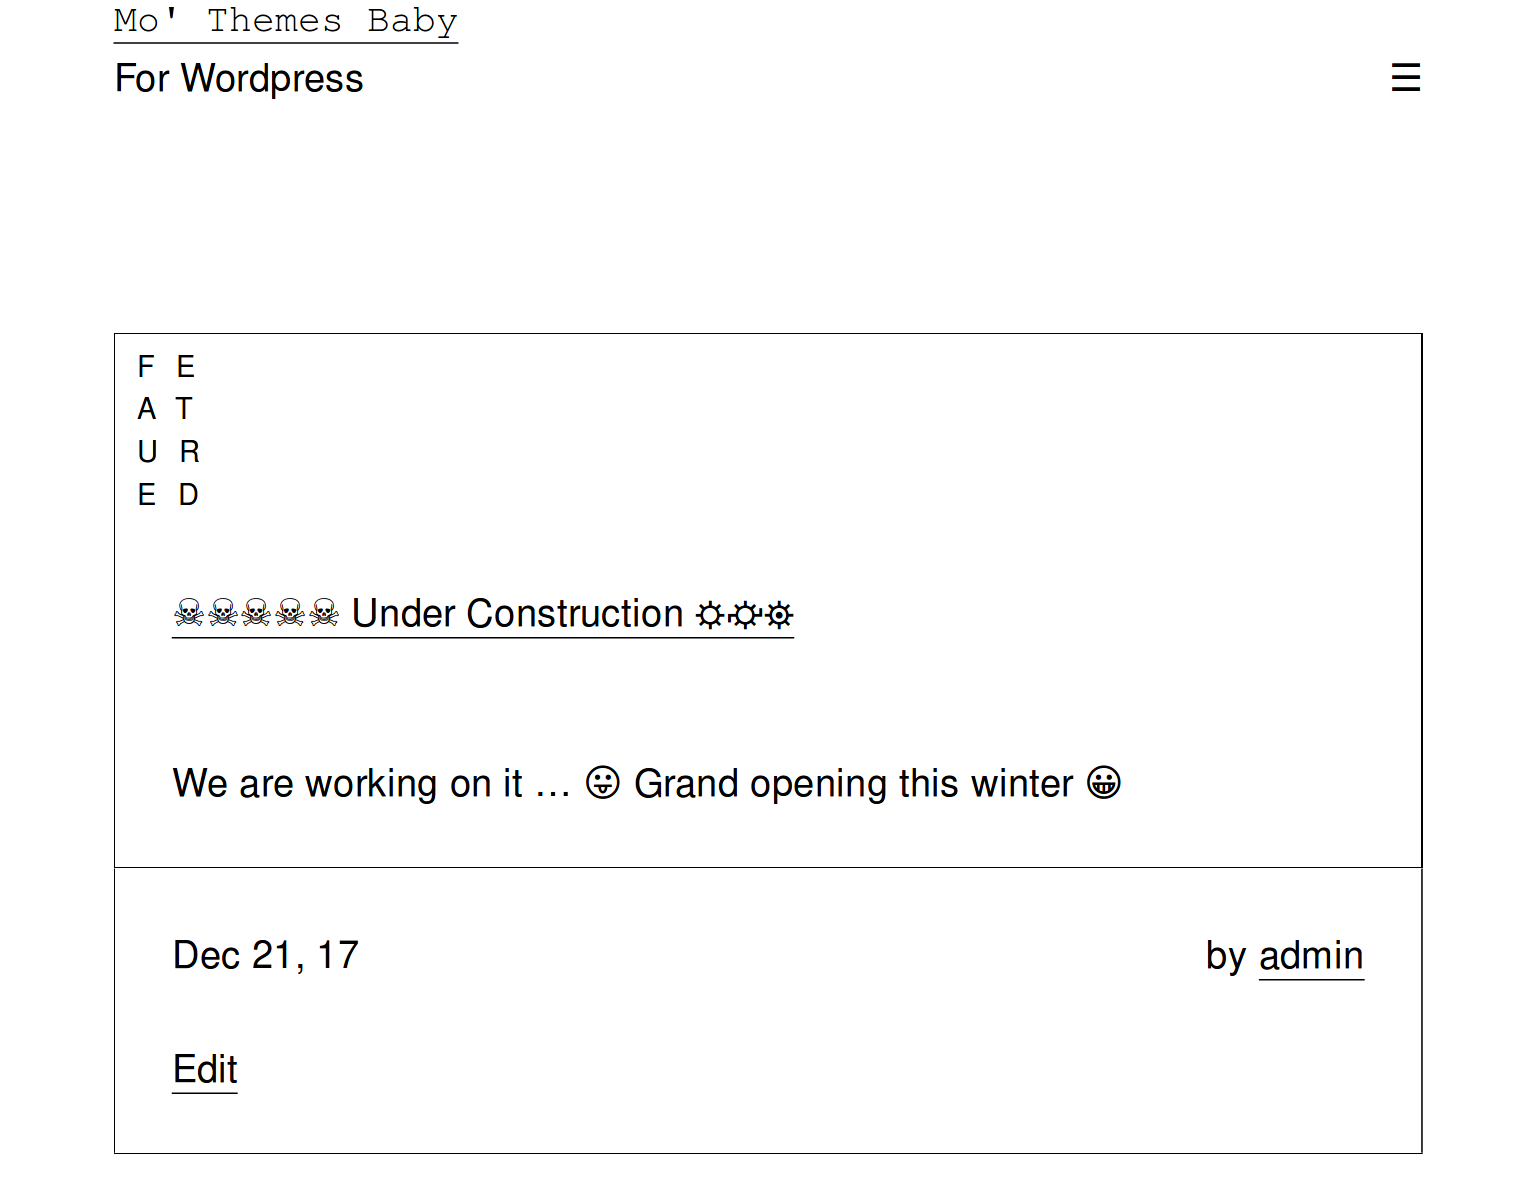 Mo' Themes Baby
For Wordpress
☰
F E
A T
U R
E D
☠☠☠☠☠ Under Construction ⛭⛮⛯
We are working on it … 😛 Grand opening this winter 😀
Dec 21, 17
by admin
Edit